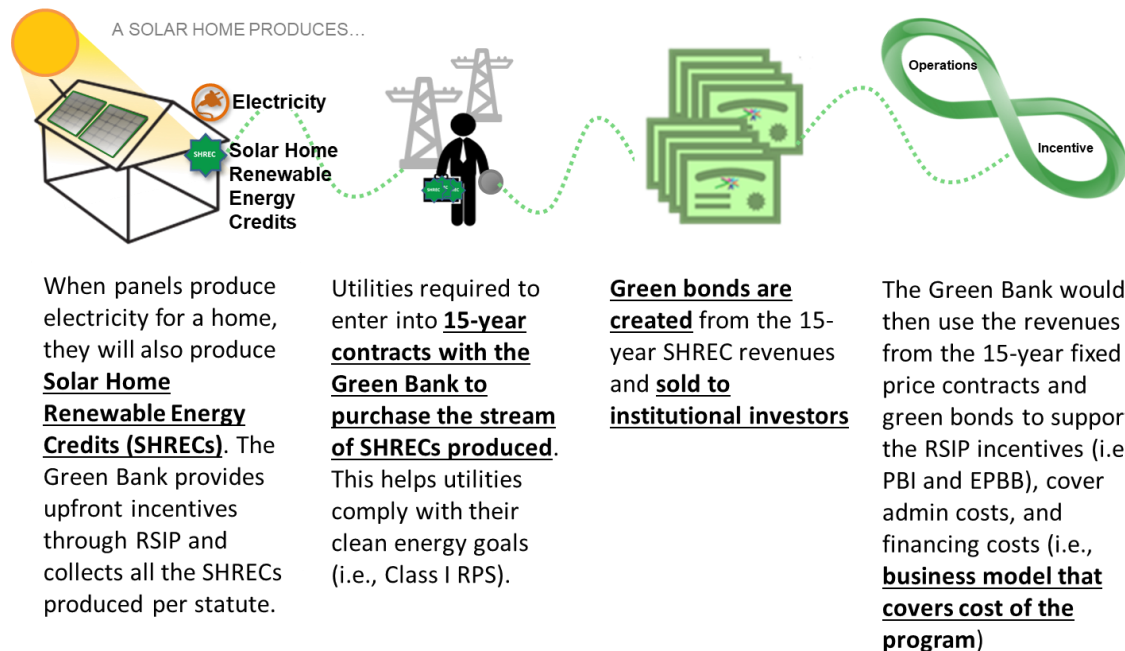 A SOLAR HOME PRODUCES...
Electricity
SHREC
Solar Home
Renewable
Energy
Credits
SHREC
Operations
Incentive
When panels produce
electricity for a home,
they will also produce
Solar Home
Renewable Energy
Credits (SHRECs). The
Green Bank provides
upfront incentives
through RSIP and
collects all the SHRECs
produced per statute.
Utilities required to
enter into 15-year
contracts with the
Green Bank to
purchase the stream
of SHRECs produced.
This helps utilities
comply with their
clean energy goals
(i.e., Class I RPS).
Green bonds are
created from the 15-
year SHREC revenues
and sold to
institutional investors
The Green Bank would
then use the revenues
from the 15-year fixed
price contracts and
green bonds to suppor
the RSIP incentives (i.e
PBI and EPBB), cover
admin costs, and
financing costs (i.e.,
business model that
covers cost of the
program)